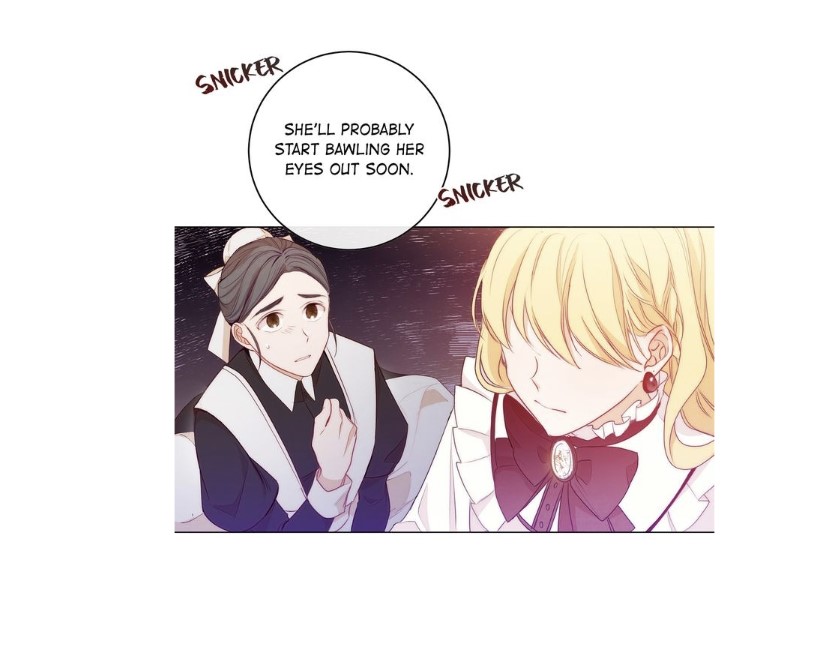 SNICKER
SHE'LL PROBABLY
START BAWLING HER
EYES OUT SOON.
SNICKER